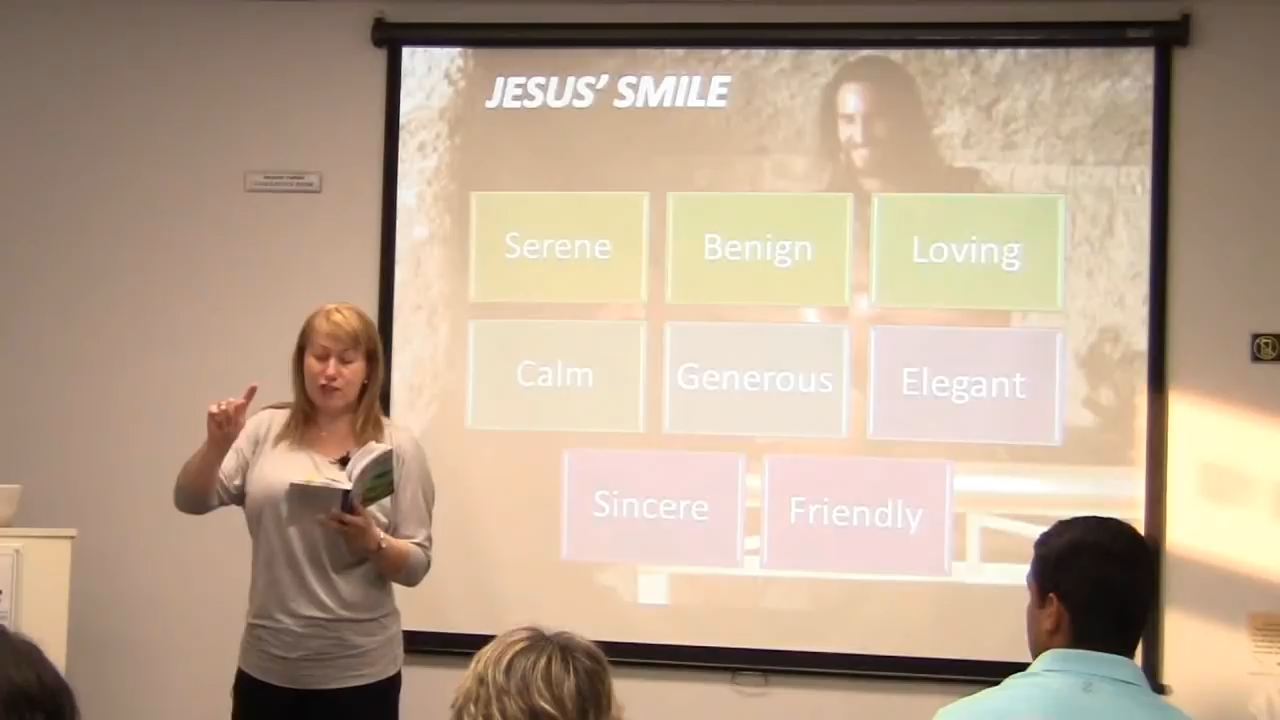 JESUS' SMILE
Serene
Benign
Loving
Calm
Generous
Elegant
Sincere
Friendly